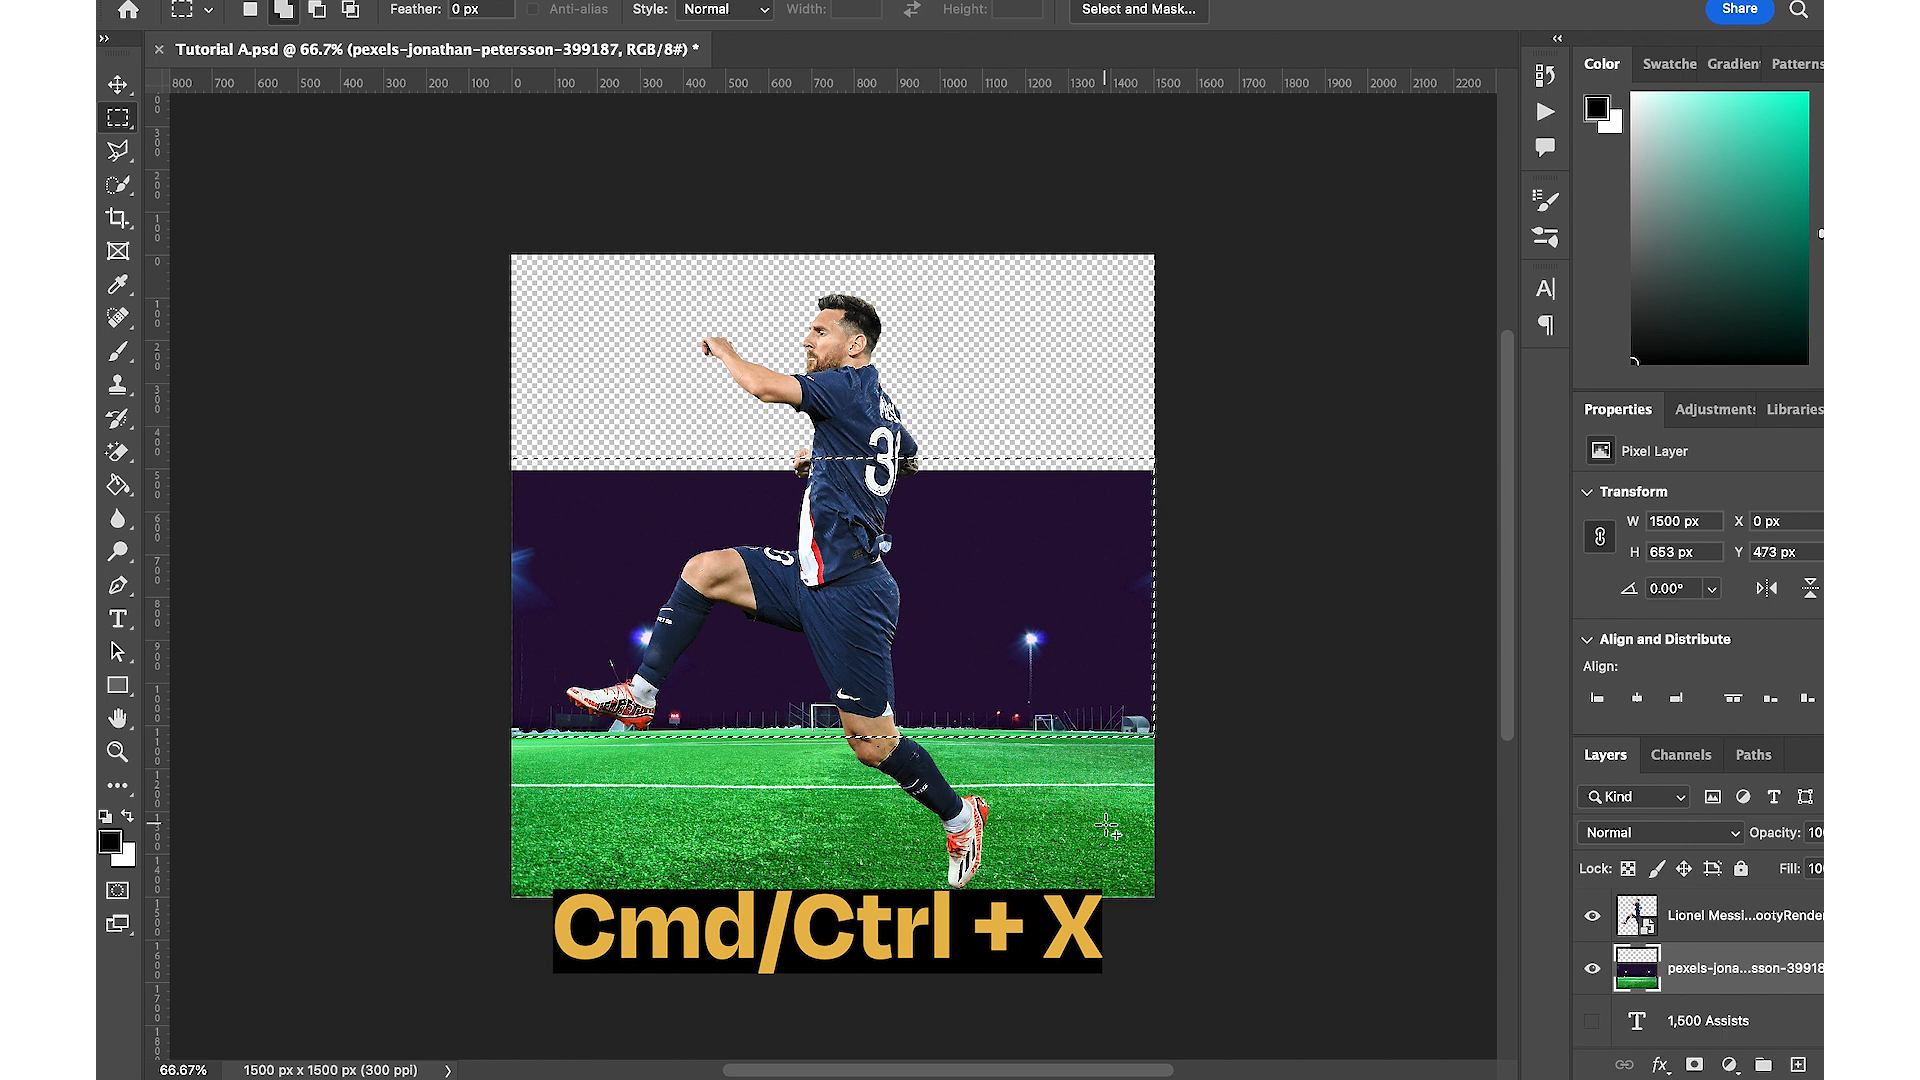 Feather: 0 px Anti-alias Style: Normal Width: Height: Select and Mask... Share
Tutorial A.psd @ 66.7% (pexels-jonathan-petersson-399187, RGB/8#) *
Color Swatche Gradien Patterns
800 700 600 500 400 300 200 100 0 100 200 300 400 500 600 700 800 900 1000 1100 1200 1300 1400 1500 1600 1700 1800 1900 2000 2100 2200
Properties Adjustment: Libraries
Pixel Layer
Transform
W 1500 px X 0 px
H 653 px Y 473 px
0.00°
Align and Distribute
Align:
Layers Channels Paths
Kind
Normal Opacity: 10
Lock: Fill: 10
Lionel Messi...ootyRender
pexels-jona...sson-39918
1,500 Assists
Cmd/Ctrl + X
66.67% 1500 px x 1500 px (300 ppi)